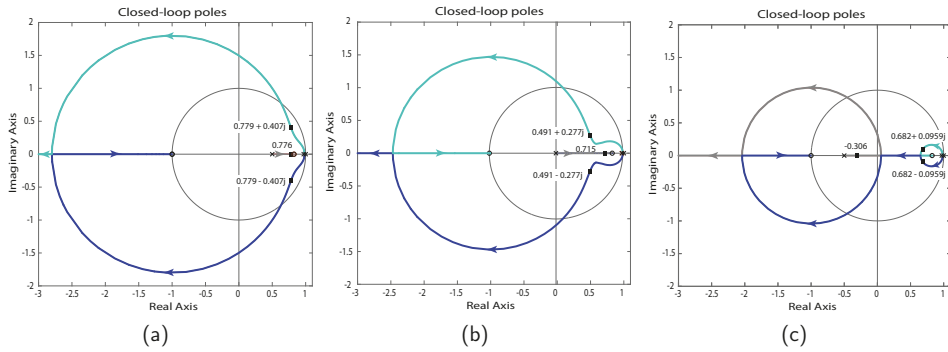 Closed-loop poles
2
1.5
1
0.5
0
-0.5
-1
-1.5
-2
Imaginary Axis
0.779 + 0.407j
0.776
0.779 - 0.407j
-3 -2.5 -2 -1.5 -1 -0.5 0 0.5 1
Real Axis
(a)
Closed-loop poles
2
1.5
1
0.5
0
-0.5
-1
-1.5
-2
Imaginary Axis
0.491 + 0.277j
0.715
0.491 - 0.277j
-3 -2.5 -2 -1.5 -1 -0.5 0 0.5 1
Real Axis
(b)
Closed-loop poles
2
1.5
1
0.5
0
-0.5
-1
-1.5
-2
Imaginary Axis
0.682+ 0.0959j
-0.306
0.682 - 0.0959j
-3 -2.5 -2 -1.5 -1 -0.5 0 0.5 1
Real Axis
(c)